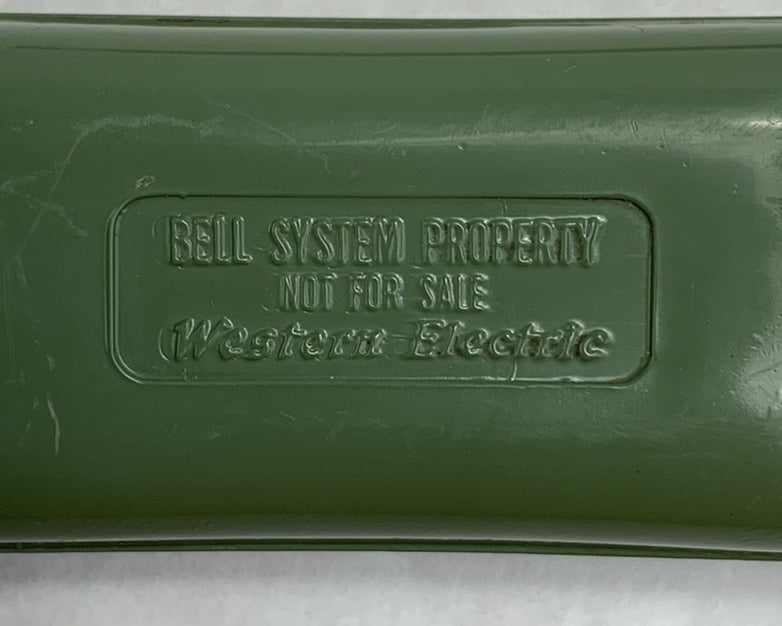 BELL SYSTEM PROPERTY
NOT FOR SALE
Western Electric